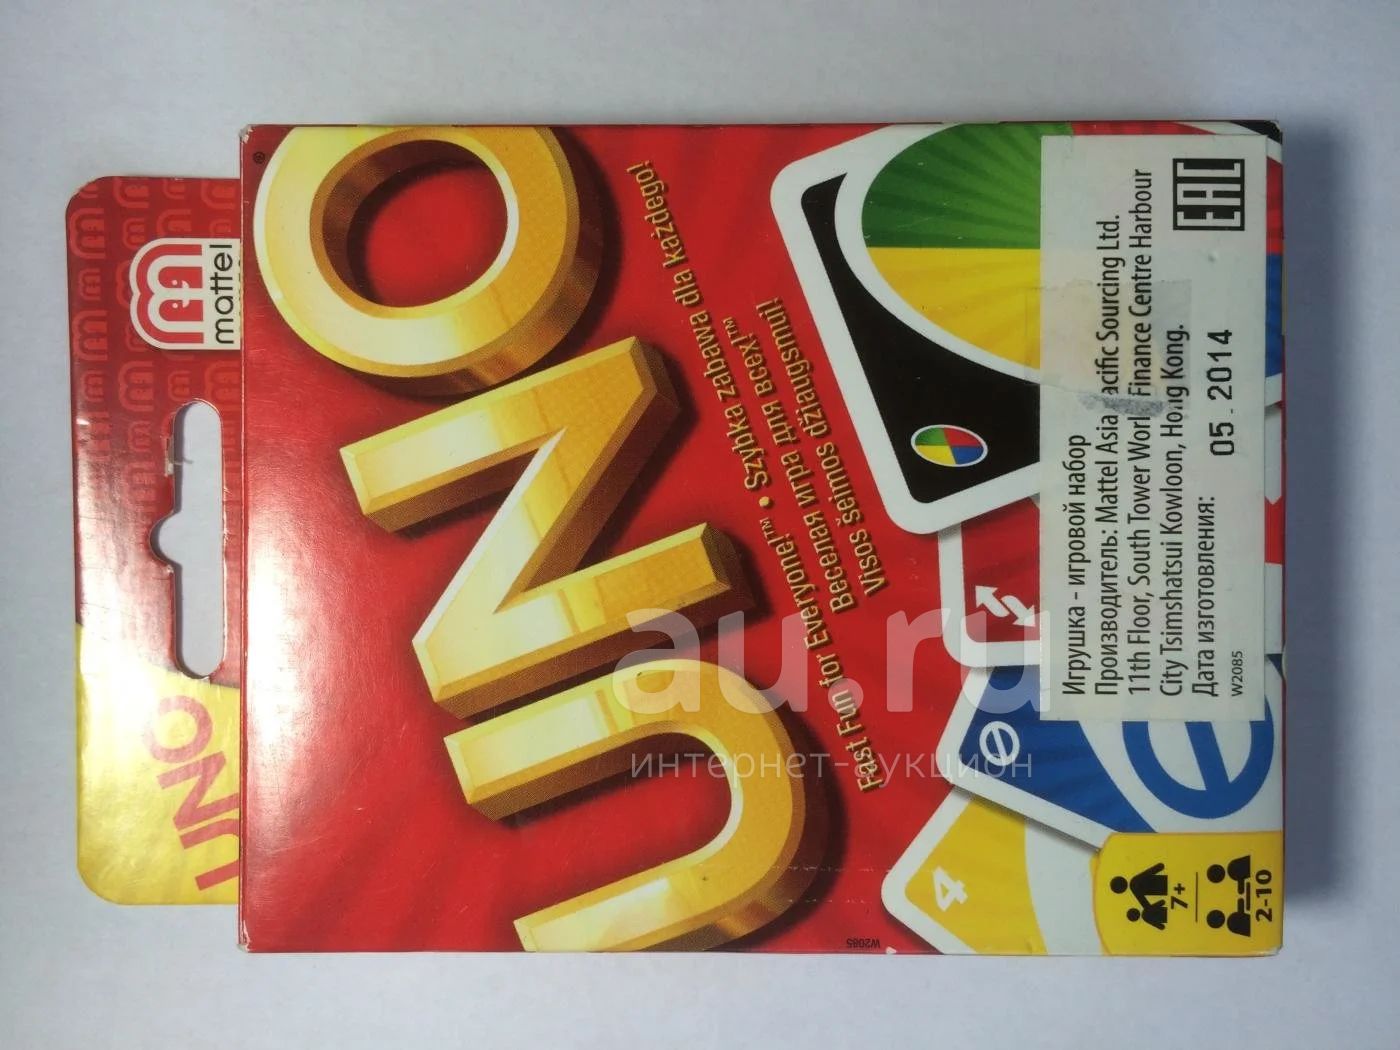 mattel
UNO
UNO
®
Fast Fun for Everyone!™ • Szybka zabawa dla każdego!
Веселая игра для всех!™
Visos šeimos džiaugsmui!
4
Игрушка - игровой набор
Производитель: Mattel Asia acific Sourcing Ltd.
11th Floor, South Tower Worl Finance Centre Harbour
City Tsimshatsui Kowloon, Hong Kong.
Дата изготовления: 05.2014
W2085
EAC
7+
2-10
W2085
au.ru
интернет-аукцион